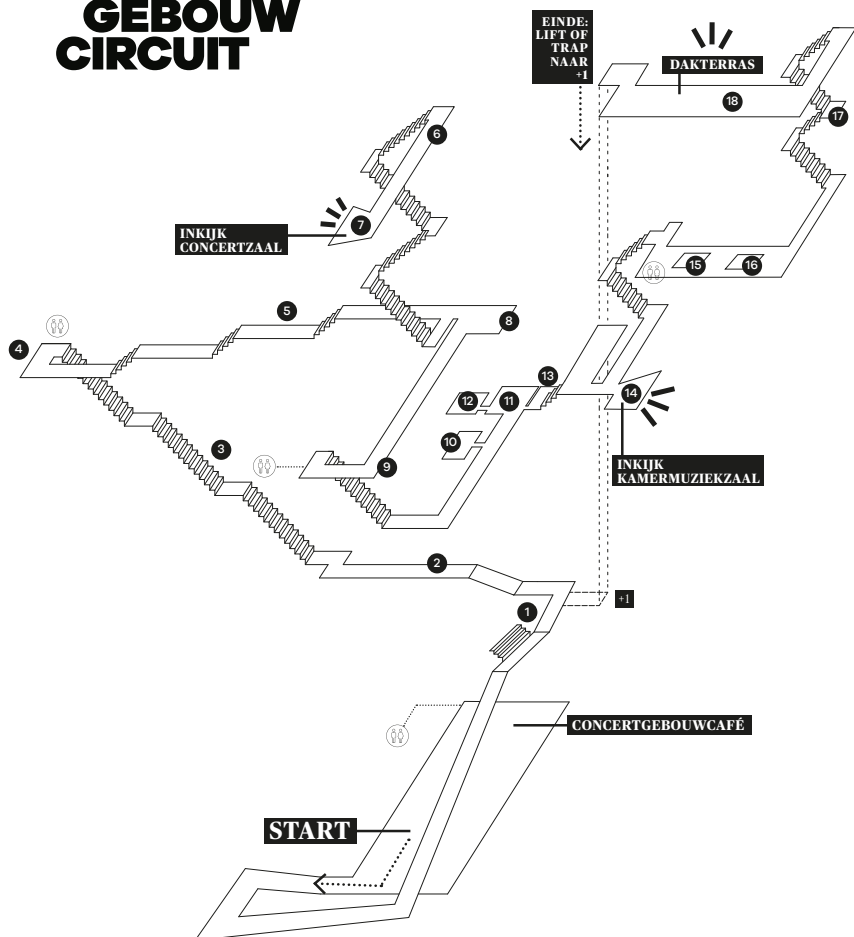 GEBOUW
CIRCUIT
EINDE:
LIFT OF
TRAP
NAAR
+1
DAKTERRAS
18
17
6
7
INKIJK
CONCERTZAAL
15
16
5
8
4
13
14
12
11
10
3
9
INKIJK
KAMERMUZIEKZAAL
2
1
+1
CONCERTGEBOUWCAFÉ
START